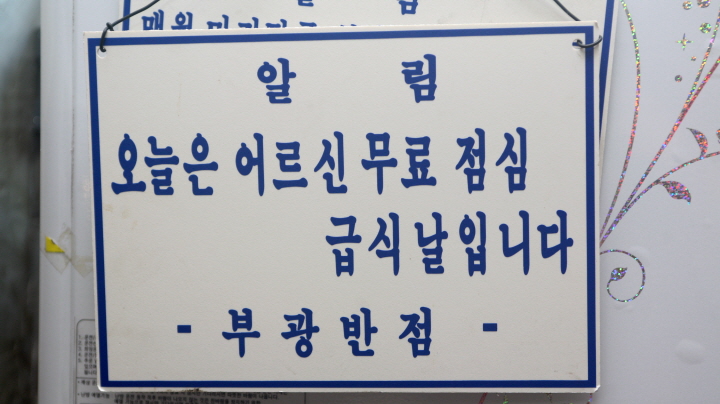 알 림
오늘은 어르신 무료 점심
급식날입니다
- 부광반점 -